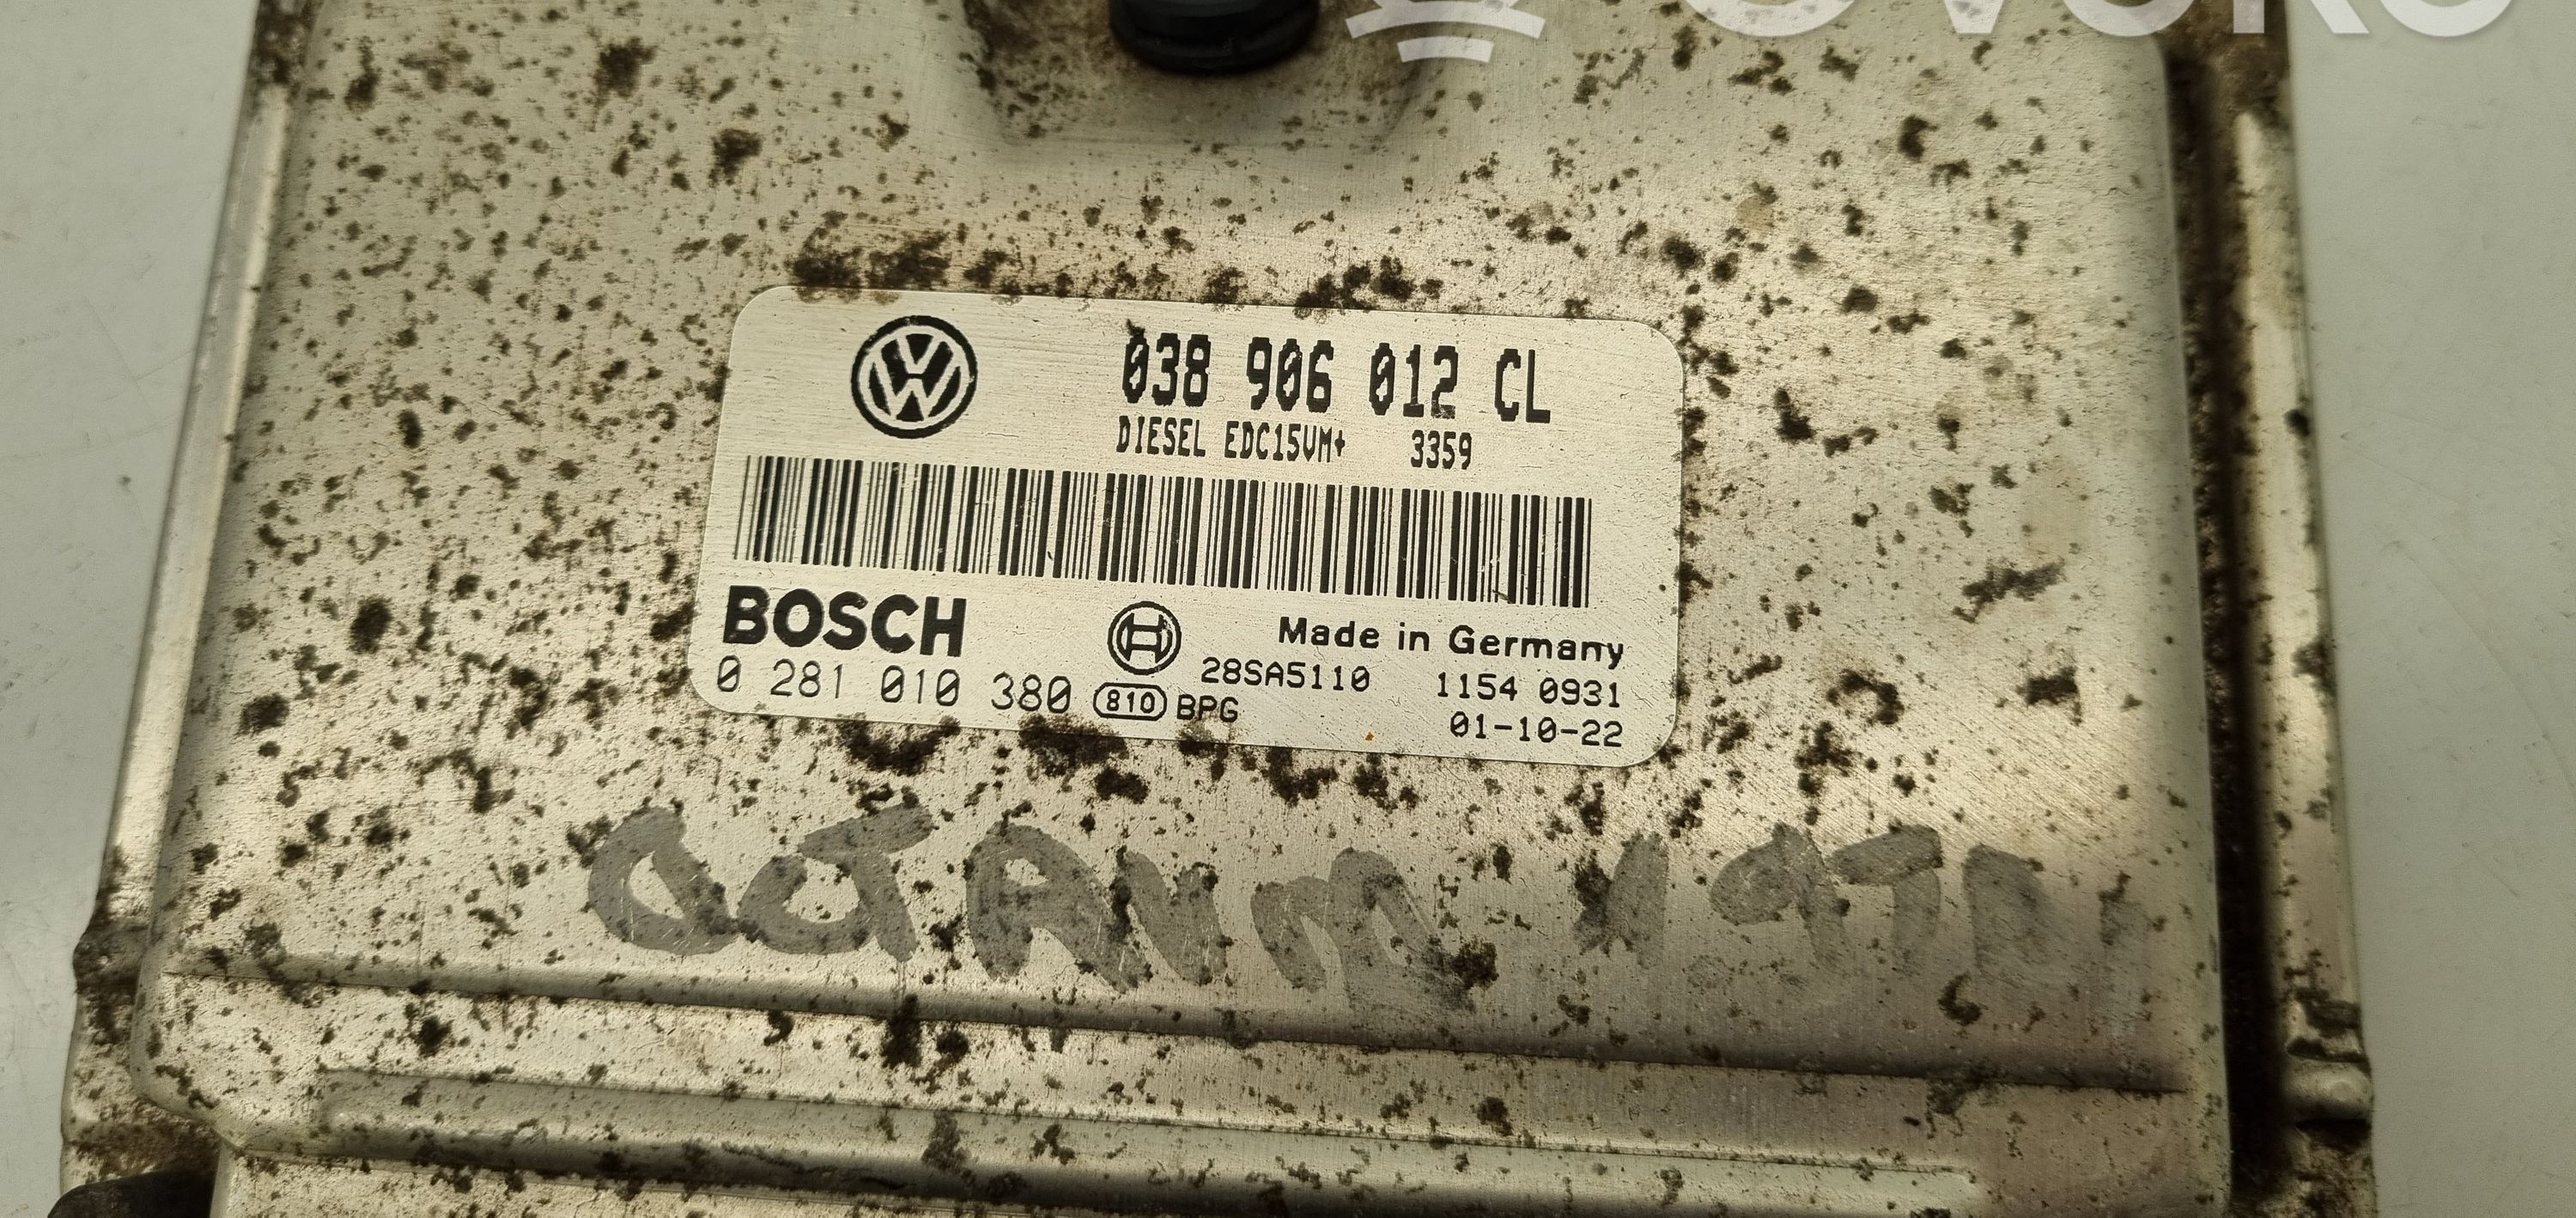 OVOKO
038 906 012 CL
DIESEL EDC15VM+ 3359
BOSCH
Made in Germany
28SA5110 1154 0931
0 281 010 380 810 BPG
01-10-22
OCTAVIA 1.9TDI